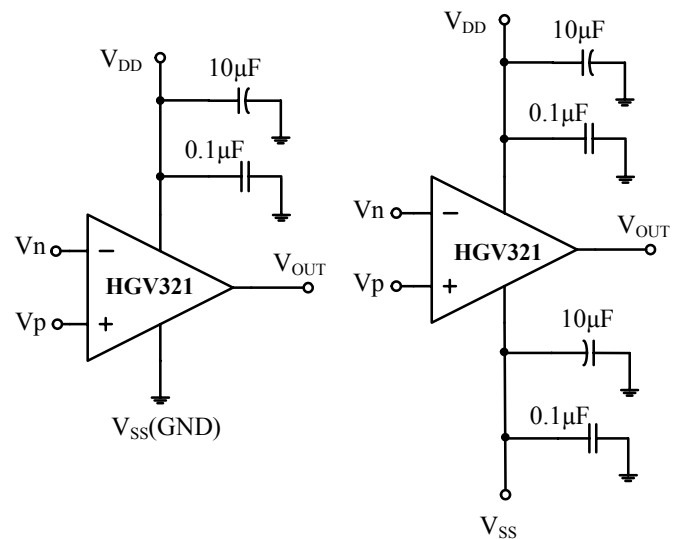 VDD
10μF
0.1μF
Vn
−
HGV321
VOUT
Vp
+
VSS(GND)
VDD
10μF
0.1μF
Vn
−
HGV321
VOUT
Vp
+
10μF
0.1μF
VSS